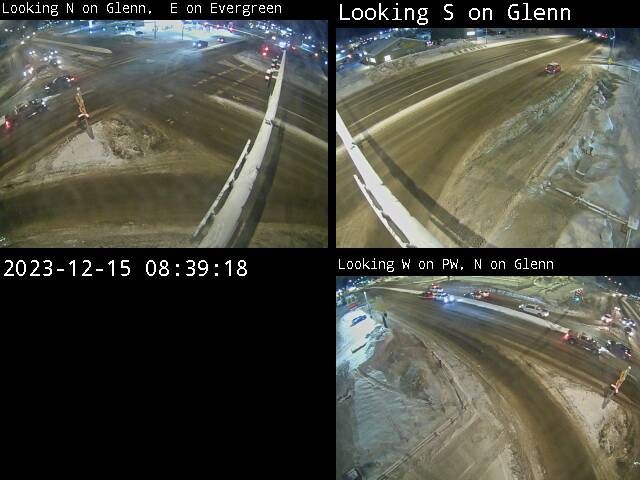 Looking N on Glenn,  E on Evergreen
Looking S on Glenn
2023-12-15 08:39:18
Looking W on PW, N on Glenn